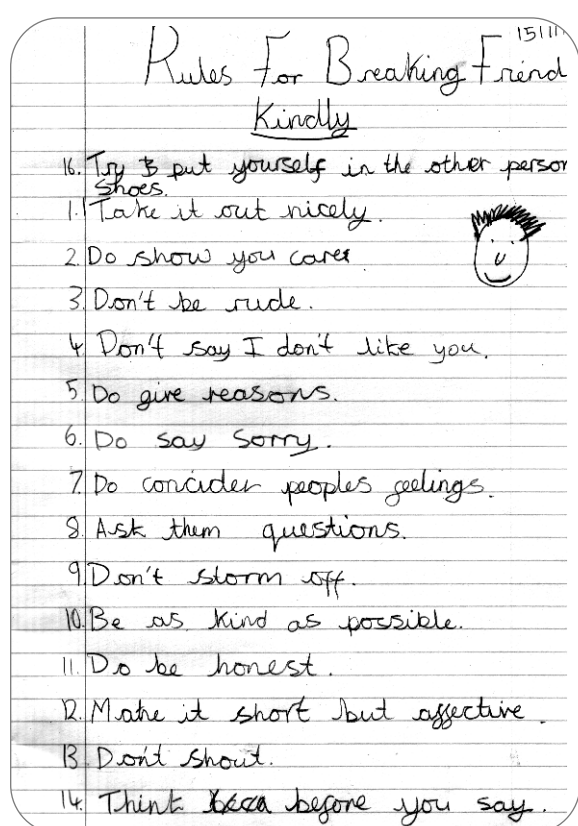 15111
Rules For Breaking Friend
Kindly
16. Try to put yourself in the other person
shoes.
1. Take it out nicely.
2. Do show you cares
3. Don't be rude.
4. Don't say I don't like you.
5. Do give reasons.
6. Do say Sorry.
7. Do concider peoples feelings.
8. Ask them questions.
9. Don't storm off.
10. Be as kind as possible.
11. Do be honest.
12. Make it short but affective.
13. Don't shout.
14. Think before you say.